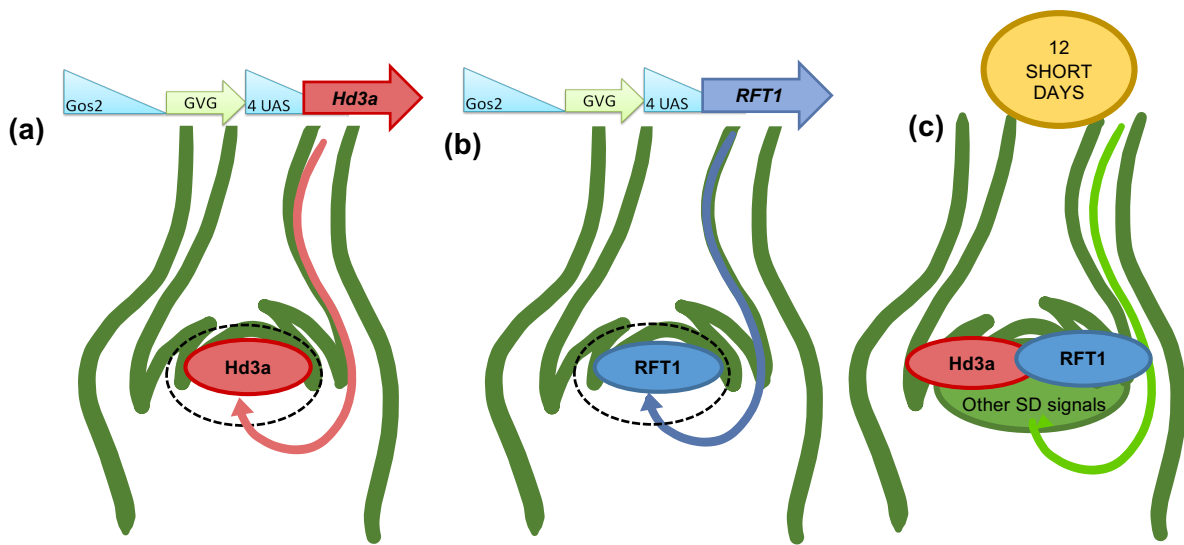 (a)
Gos2
GVG
4 UAS
Hd3a
Hd3a
(b)
Gos2
GVG
4 UAS
RFT1
RFT1
(c)
12
SHORT
DAYS
Hd3a
RFT1
Other SD signals